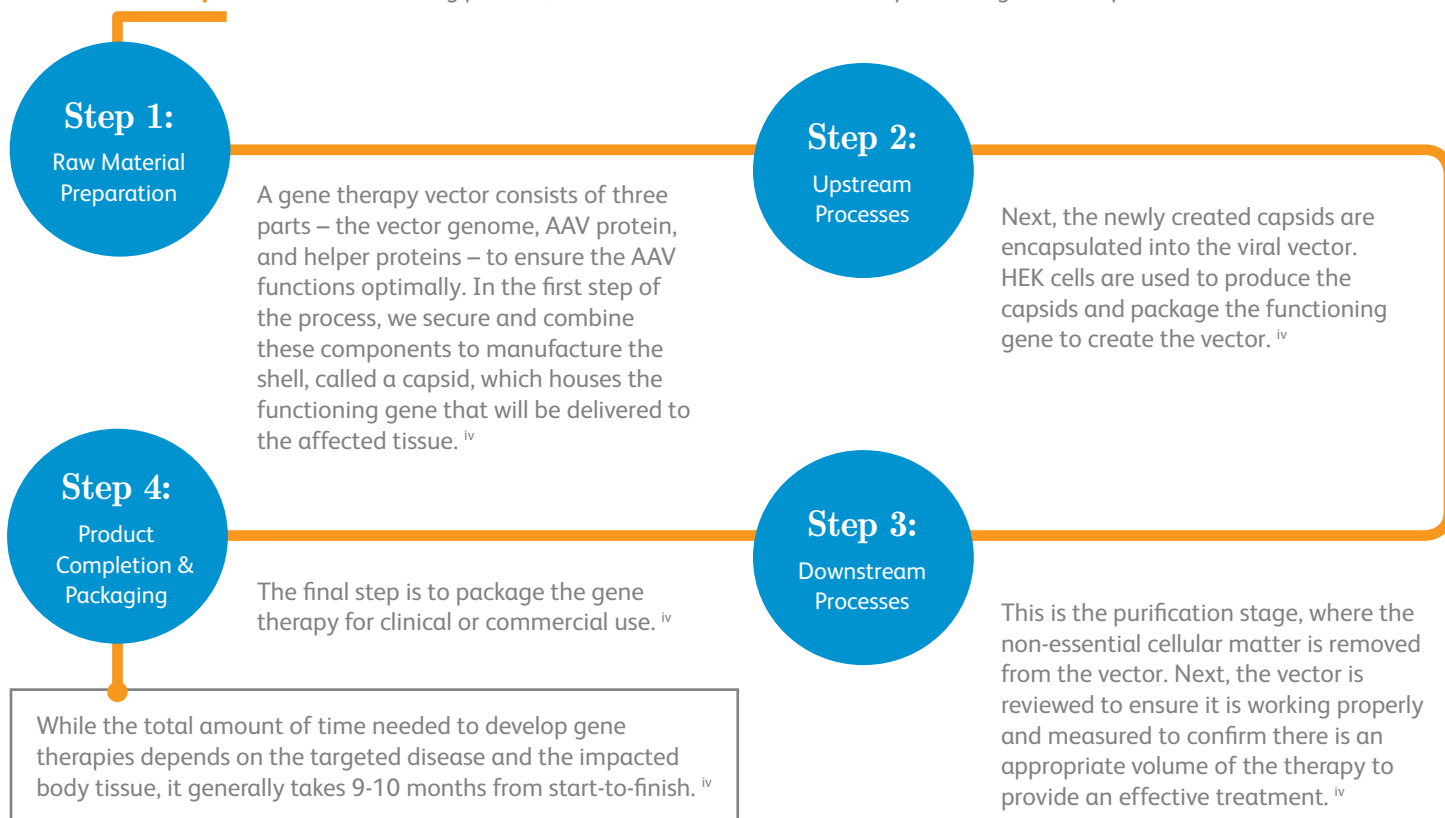 Step 1:
Raw Material
Preparation
A gene therapy vector consists of three
parts – the vector genome, AAV protein,
and helper proteins – to ensure the AAV
functions optimally. In the first step of
the process, we secure and combine
these components to manufacture the
shell, called a capsid, which houses the
functioning gene that will be delivered to
the affected tissue. iv
Step 2:
Upstream
Processes
Next, the newly created capsids are
encapsulated into the viral vector.
HEK cells are used to produce the
capsids and package the functioning
gene to create the vector. iv
Step 3:
Downstream
Processes
This is the purification stage, where the
non-essential cellular matter is removed
from the vector. Next, the vector is
reviewed to ensure it is working properly
and measured to confirm there is an
appropriate volume of the therapy to
provide an effective treatment. iv
Step 4:
Product
Completion &
Packaging
The final step is to package the gene
therapy for clinical or commercial use. iv
While the total amount of time needed to develop gene
therapies depends on the targeted disease and the impacted
body tissue, it generally takes 9-10 months from start-to-finish. iv